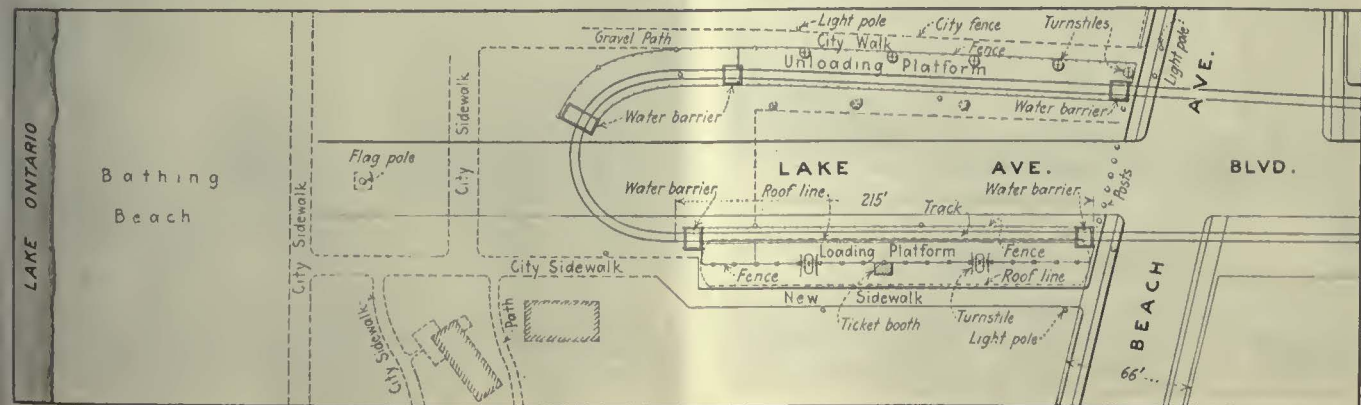 LAKE ONTARIO
Bathing
Beach
City Sidewalk
Gravel Path
Light pole
City fence
Turnstiles
City Walk
Fence
Unloading Platform
Light pole
AVE.
City Sidewalk
Water barrier
Water barrier
Flag pole
LAKE AVE. BLVD.
Posts
Water barrier
Roof line
215'
Track
Water barrier
Loading Platform
Fence
Fence
Roof line
City Sidewalk
New Sidewalk
Ticket booth
Turnstile
Light pole
City Sidewalk
Path
BEACH
66'